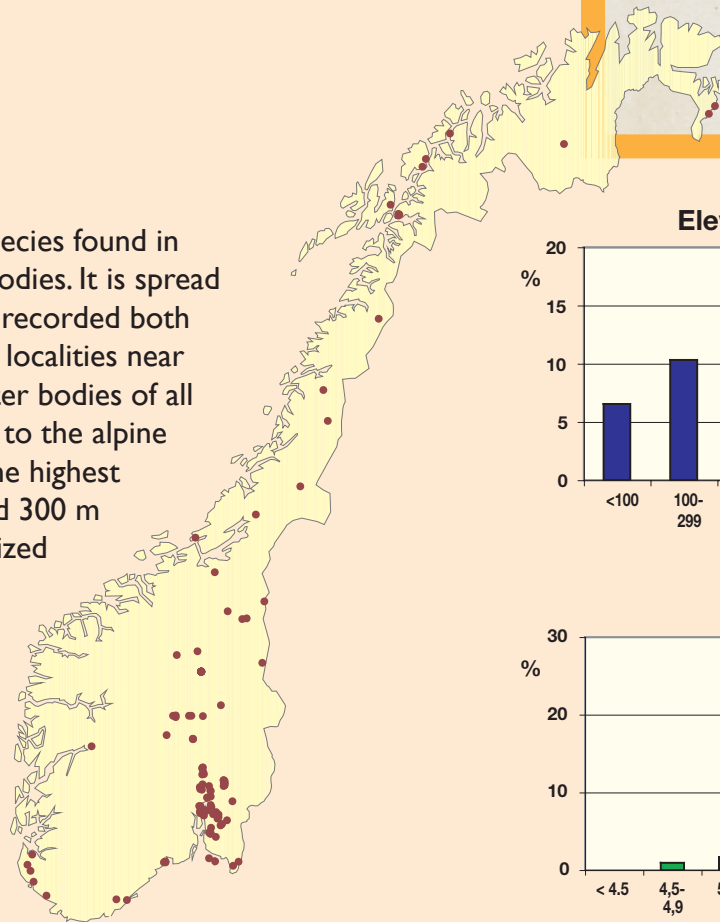 ecies found in
odies. It is spread
recorded both
localities near
ter bodies of all
to the alpine
he highest
d 300 m
ized
Ele
%
20
15
10
5
0
<100
100-
299
%
30
20
10
0
< 4.5
4,5-
4,9
5